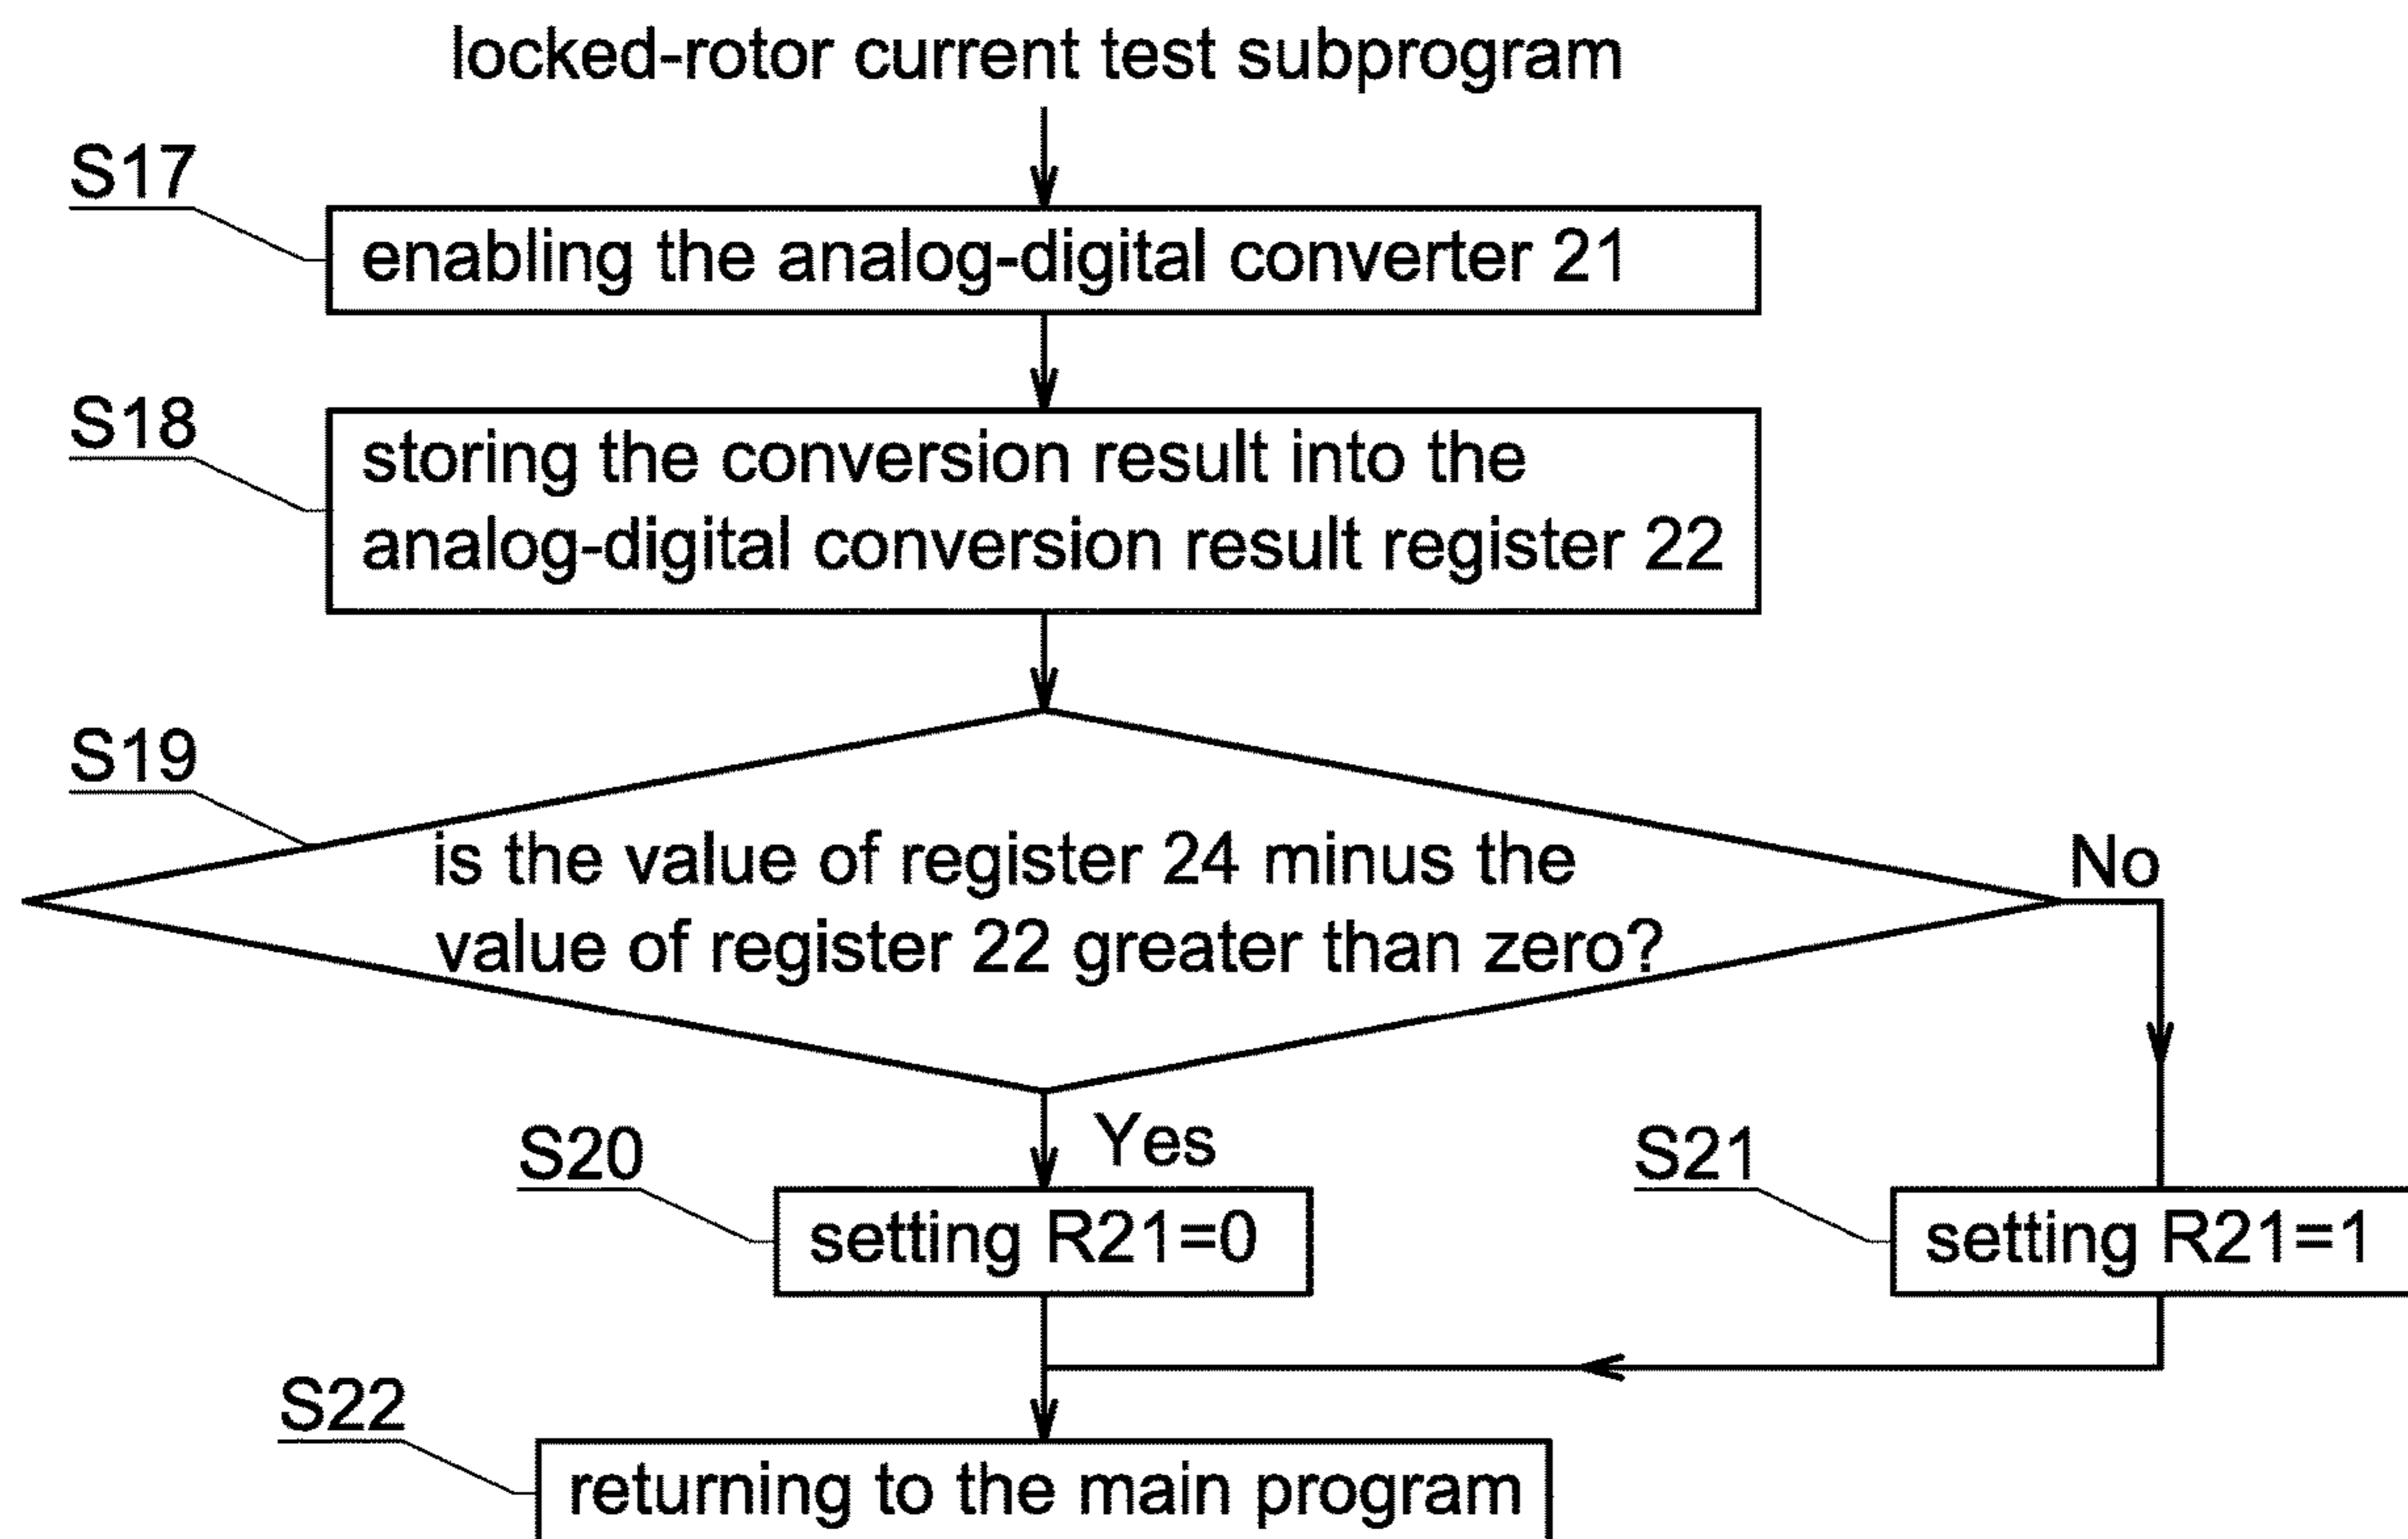 locked-rotor current test subprogram
S17
enabling the analog-digital converter 21
S18
storing the conversion result into the
analog-digital conversion result register 22
S19
is the value of register 24 minus the
value of register 22 greater than zero?
No
Yes
S20
setting R21=0
S21
setting R21=1
S22
returning to the main program